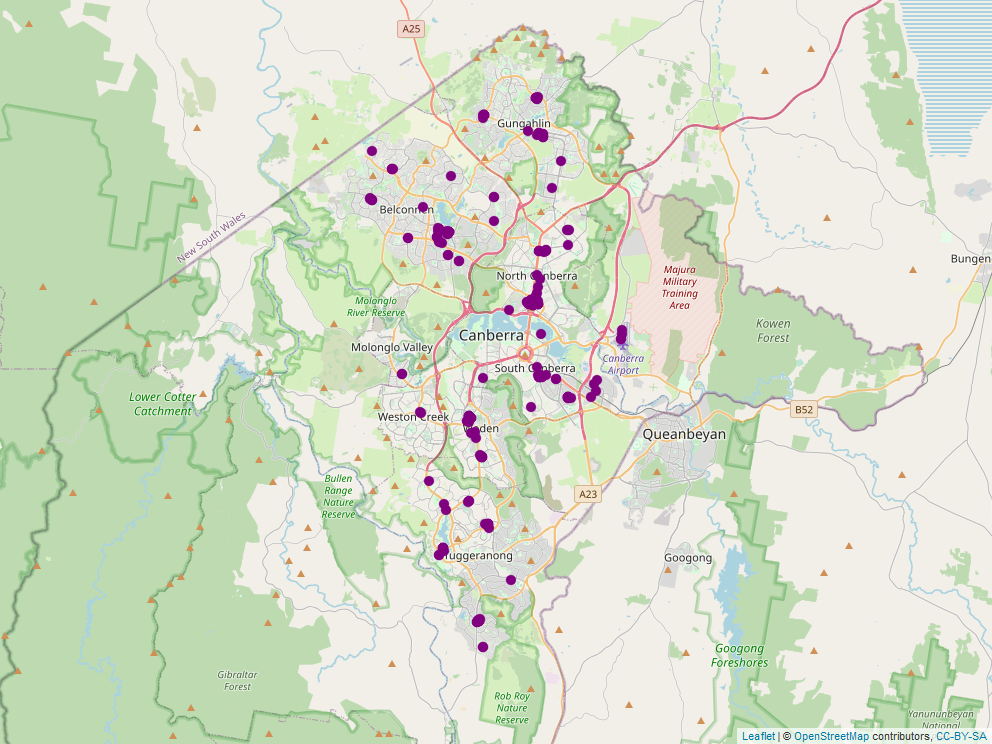 A25
Gungahlin
Belconnen
New South Wales
Bungen
North Canberra
Majura
Military
Training
Area
Molonglo
River Reserve
Canberra
Kowen
Forest
Molonglo Valley
South Canberra
Canberra
Airport
Lower Cotter
Catchment
B52
Weston Creek
Woden
Queanbeyan
Bullen
Range
Nature
Reserve
A23
Tuggeranong
Googong
Googong
Foreshores
Gibraltar
Forest
Rob Roy
Nature
Reserve
Yanununbeyan
National Park
Leaflet | © OpenStreetMap contributors, CC-BY-SA